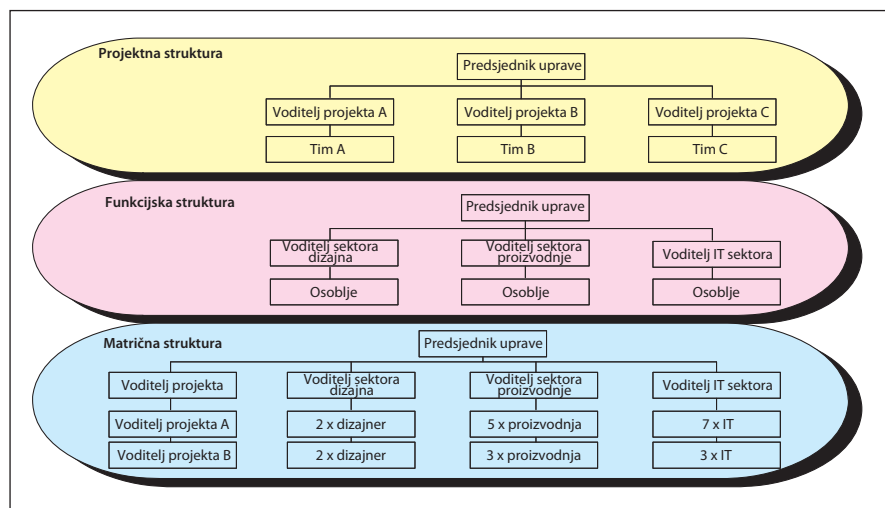 Projektna struktura
Predsjednik uprave
Voditelj projekta A
Voditelj projekta B
Voditelj projekta C
Tim A
Tim B
Tim C
Funkcijska struktura
Predsjednik uprave
Voditelj sektora
dizajna
Voditelj sektora
proizvodnje
Voditelj IT sektora
Osoblje
Osoblje
Osoblje
Matrična struktura
Predsjednik uprave
Voditelj projekta
Voditelj sektora
dizajna
Voditelj sektora
proizvodnje
Voditelj IT sektora
Voditelj projekta A
2 x dizajner
5 x proizvodnja
7 x IT
Voditelj projekta B
2 x dizajner
3 x proizvodnja
3 x IT